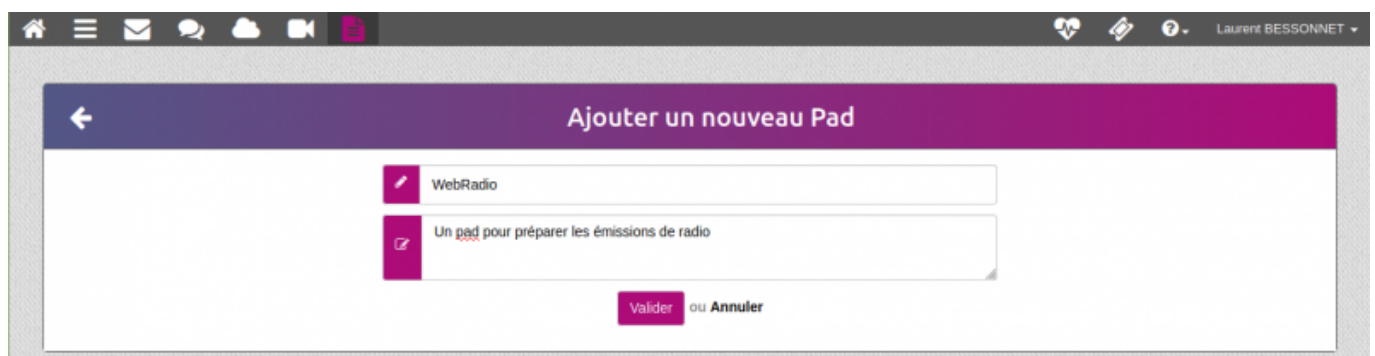 Laurent BESSONNET
Ajouter un nouveau Pad
WebRadio
Un pad pour préparer les émissions de radio
Valider ou Annuler